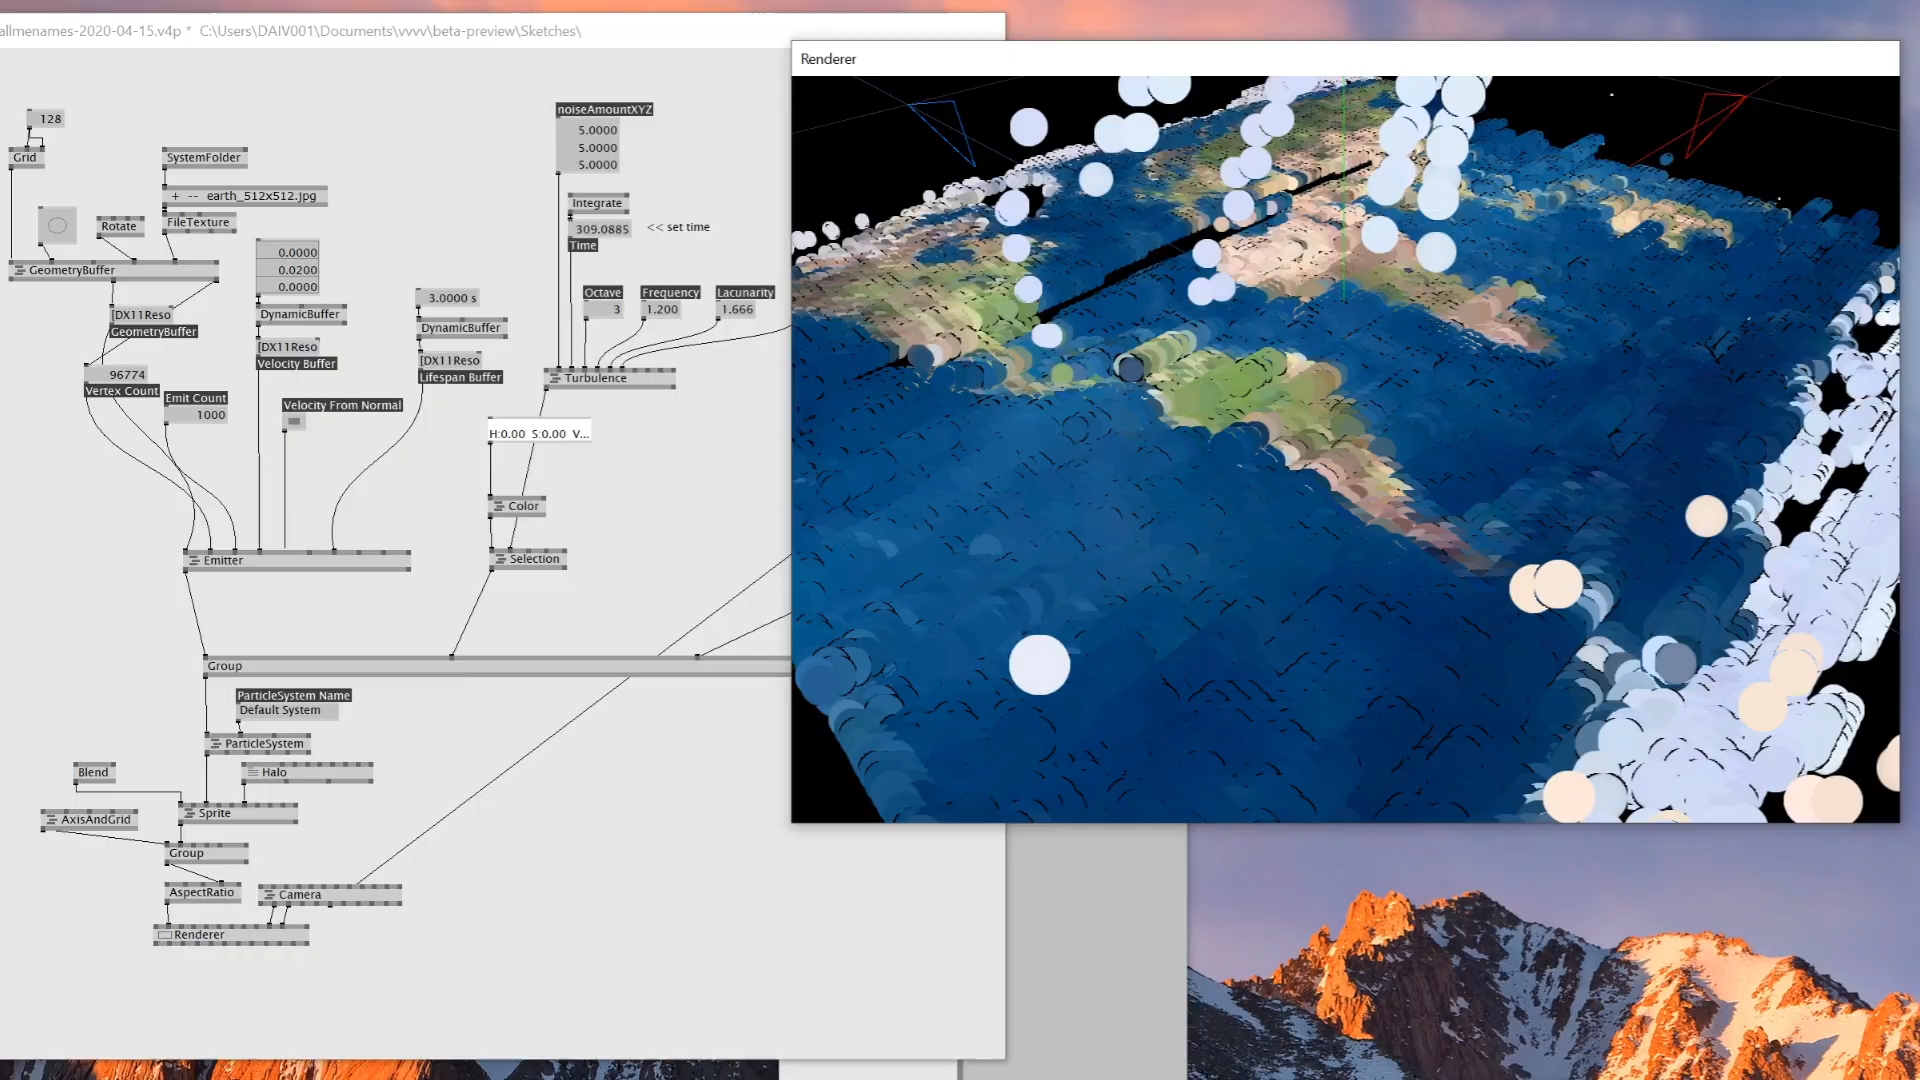 allmenames-2020-04-15.v4p * C:\Users\DAIV001\Documents\vvvv\beta-preview\Sketches\
Renderer
128
Grid
SystemFolder
+ -- earth_512x512.jpg
Rotate
FileTexture
GeometryBuffer
[DX11Reso
GeometryBuffer
96774
Vertex Count
Emit Count
1000
0.0000
0.0200
0.0000
DynamicBuffer
[DX11Reso
Velocity Buffer
Velocity From Normal
3.0000 s
DynamicBuffer
[DX11Reso
Lifespan Buffer
noiseAmountXYZ
5.0000
5.0000
5.0000
Integrate
309.0885
<< set time
Time
Octave
3
Frequency
1.200
Lacunarity
1.666
Turbulence
H:0.00 S:0.00 V...
Color
Selection
Emitter
Group
ParticleSystem Name
Default System
ParticleSystem
Blend
Halo
AxisAndGrid
Sprite
Group
AspectRatio
Camera
Renderer